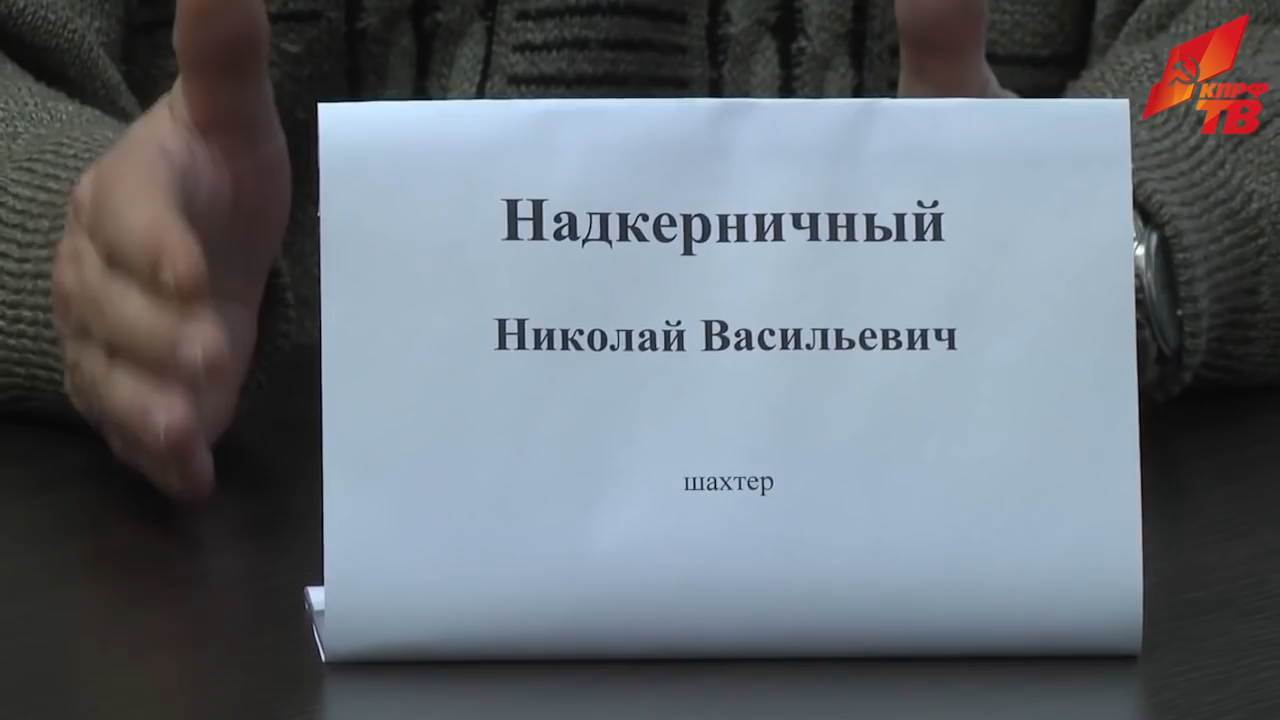 КПРФ
ТВ
Надкерничный
Николай Васильевич
шахтер